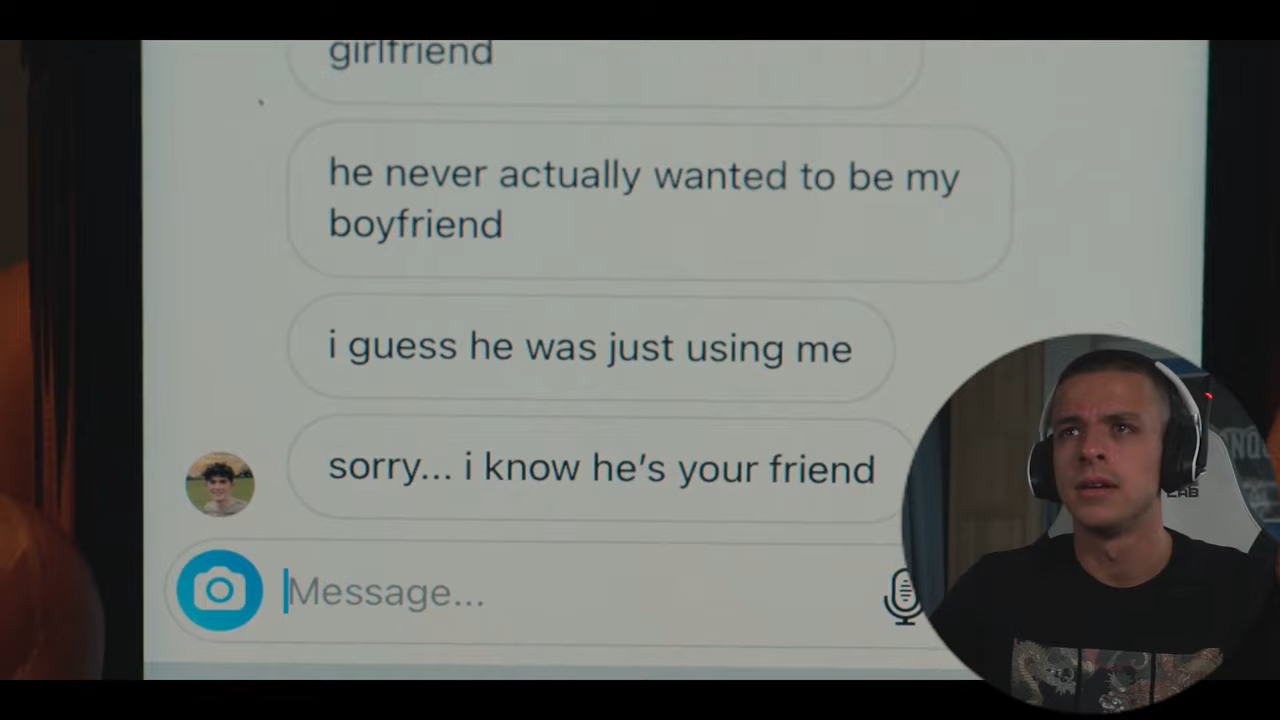 girlfriend
he never actually wanted to be my
boyfriend
i guess he was just using me
sorry... i know he's your friend
Message...